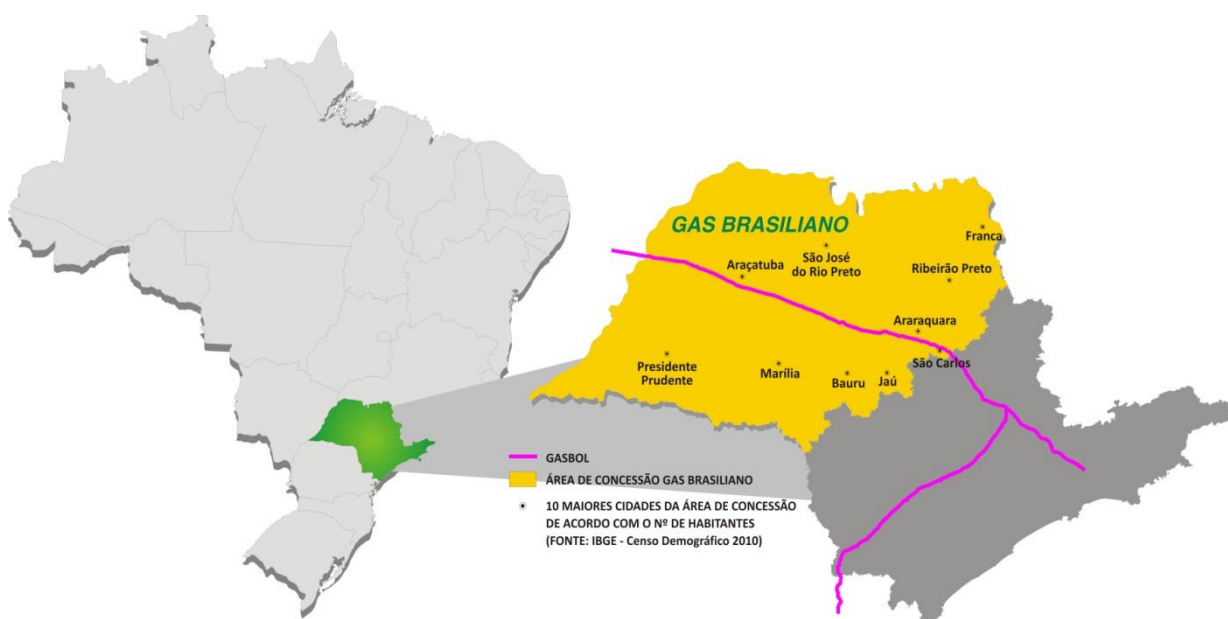 GAS BRASILIANO
Franca
São José
do Rio Preto
Araçatuba
Ribeirão Preto
Araraquara
São Carlos
Presidente
Prudente
Marília
Bauru
Jaú
GASBOL
ÁREA DE CONCESSÃO GAS BRASILIANO
10 MAIORES CIDADES DA ÁREA DE CONCESSÃO
DE ACORDO COM O Nº DE HABITANTES
(FONTE: IBGE - Censo Demográfico 2010)